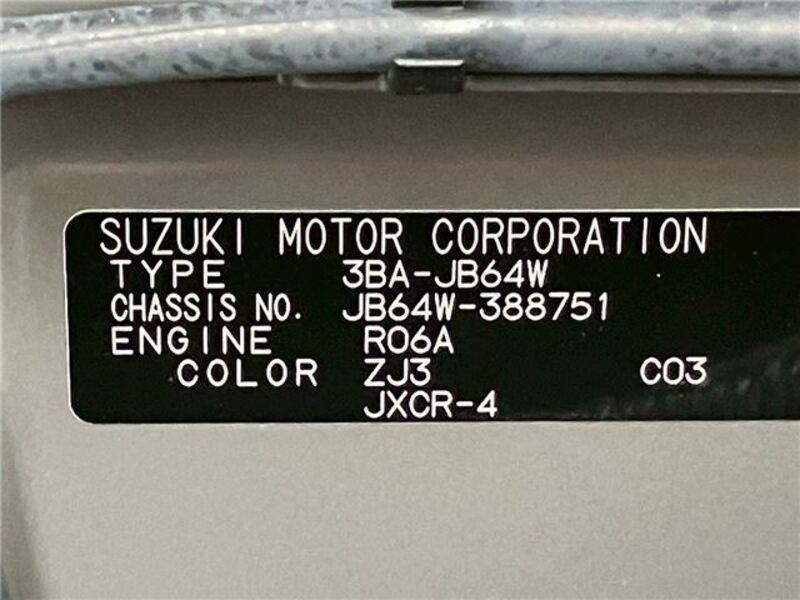 SUZUKI MOTOR CORPORATION
TYPE 3BA-JB64W
CHASSIS NO. JB64W-388751
ENGINE R06A
COLOR ZJ3 C03
JXCR-4